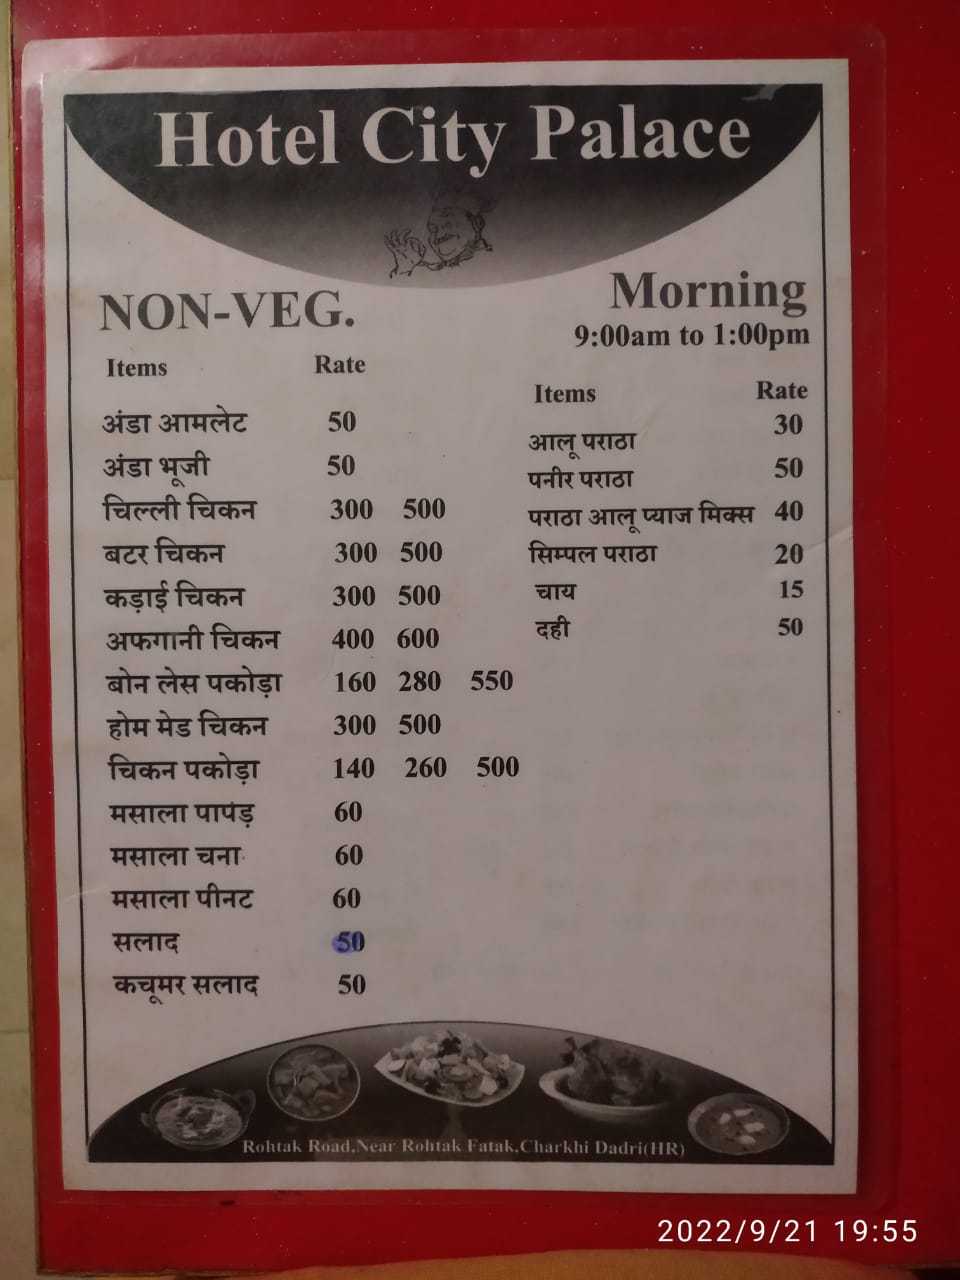 Hotel City Palace
NON-VEG.
Items Rate
अंडा आमलेट 50
अंडा भूजी 50
चिल्ली चिकन 300 500
बटर चिकन 300 500
कड़ाई चिकन 300 500
अफगानी चिकन 400 600
बोन लेस पकोड़ा 160 280 550
होम मेड चिकन 300 500
चिकन पकोड़ा 140 260 500
मसाला पापड़ 60
मसाला चना 60
मसाला पीनट 60
सलाद 50
कचूमर सलाद 50
Morning
9:00am to 1:00pm
Items Rate
आलू पराठा 30
पनीर पराठा 50
पराठा आलू प्याज मिक्स 40
सिम्पल पराठा 20
चाय 15
दही 50
Rohtak Road,Near Rohtak Fatak,Charkhi Dadri(HR)
2022/9/21 19:55